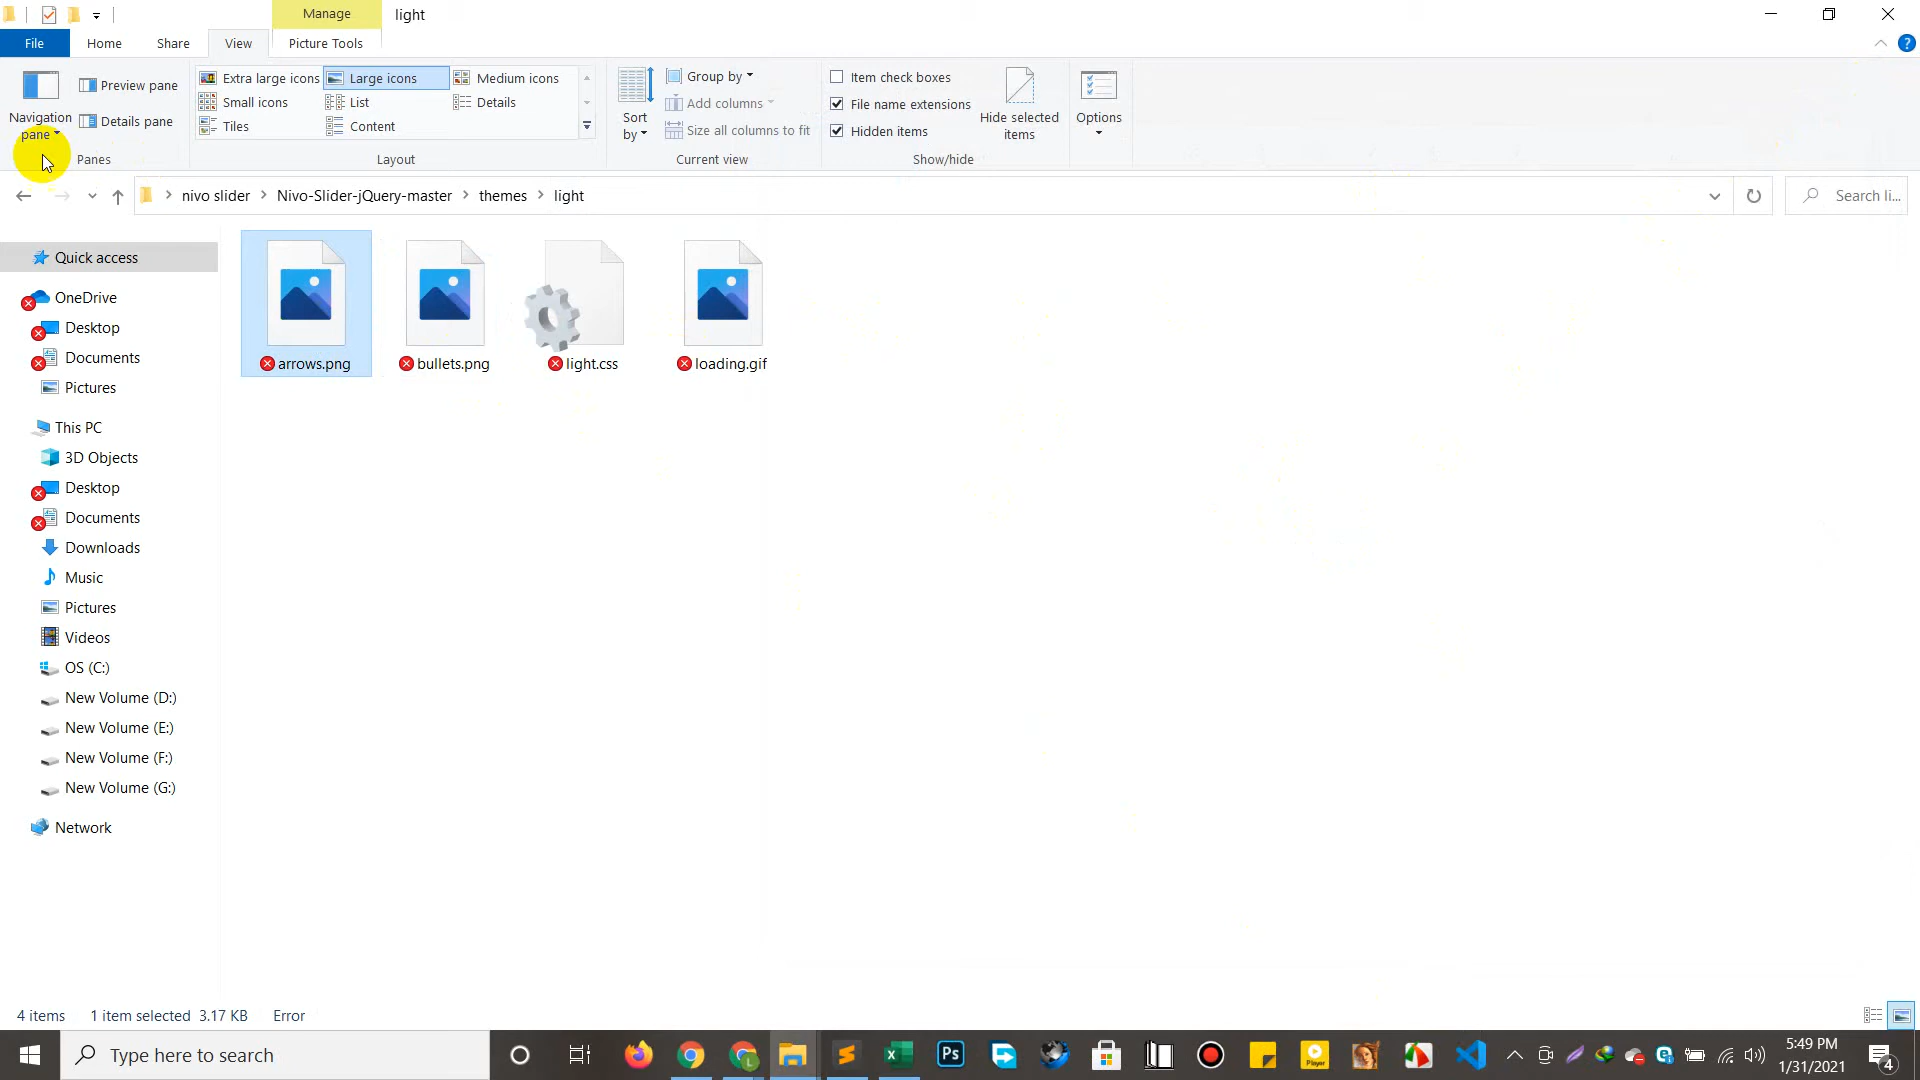 Manage
light
File
Home
Share
View
Picture Tools
Navigation pane
Preview pane
Details pane
Panes
Extra large icons
Large icons
Medium icons
Small icons
List
Details
Tiles
Content
Layout
Sort by
Group by
Add columns
Size all columns to fit
Current view
Item check boxes
File name extensions
Hidden items
Hide selected items
Show/hide
Options
nivo slider > Nivo-Slider-jQuery-master > themes > light
Search li...
Quick access
OneDrive
Desktop
Documents
Pictures
This PC
3D Objects
Desktop
Documents
Downloads
Music
Pictures
Videos
OS (C:)
New Volume (D:)
New Volume (E:)
New Volume (F:)
New Volume (G:)
Network
arrows.png
bullets.png
light.css
loading.gif
4 items
1 item selected 3.17 KB
Error
Type here to search
Ps
Player
5:49 PM
1/31/2021
4